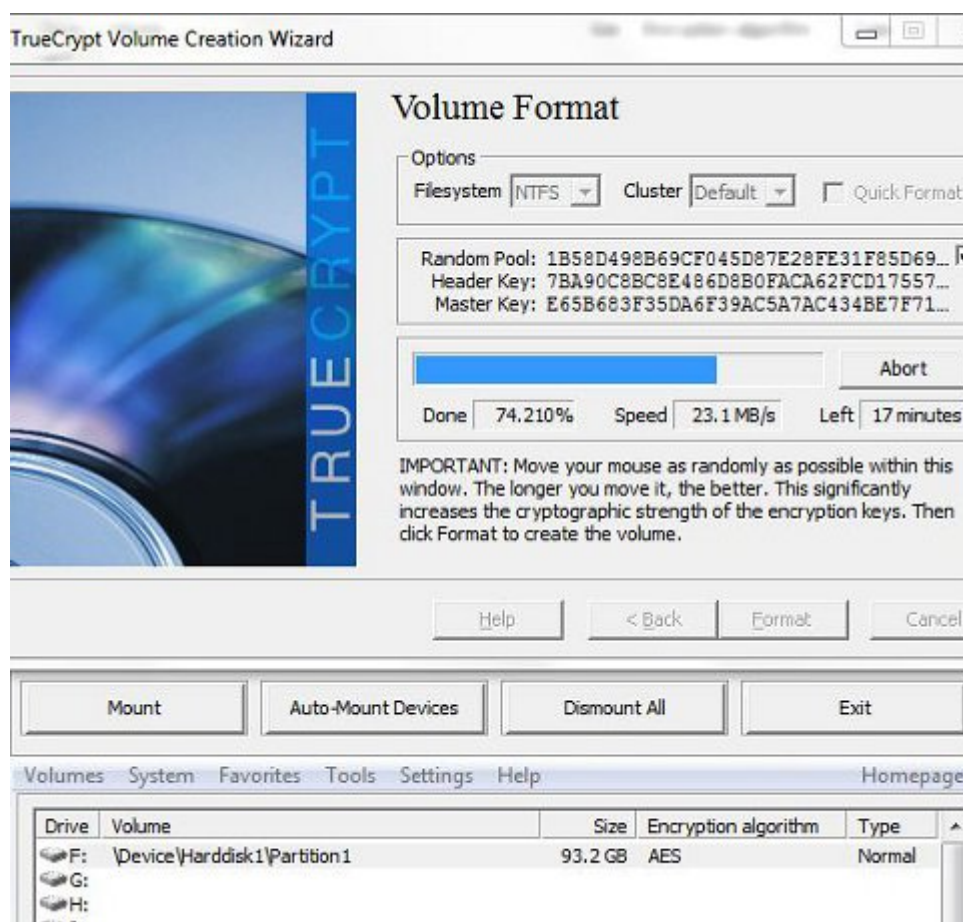 TrueCrypt Volume Creation Wizard
TRUECRYPT
Volume Format
Options
Filesystem NTFS Cluster Default Quick Format
Random Pool: 1B58D498B69CF045D87E28FE31F85D69...
Header Key: 7BA90C8BC8E486D8B0FACA62FCD17557...
Master Key: E65B683F35DA6F39AC5A7AC434BE7F71...
Abort
Done 74.210% Speed 23.1 MB/s Left 17 minutes
IMPORTANT: Move your mouse as randomly as possible within this
window. The longer you move it, the better. This significantly
increases the cryptographic strength of the encryption keys. Then
click Format to create the volume.
Help < Back Format Cancel
Mount Auto-Mount Devices Dismount All Exit
Volumes System Favorites Tools Settings Help Homepage
Drive Volume Size Encryption algorithm Type
F: \Device\Harddisk1\Partition1 93.2 GB AES Normal
G:
H: